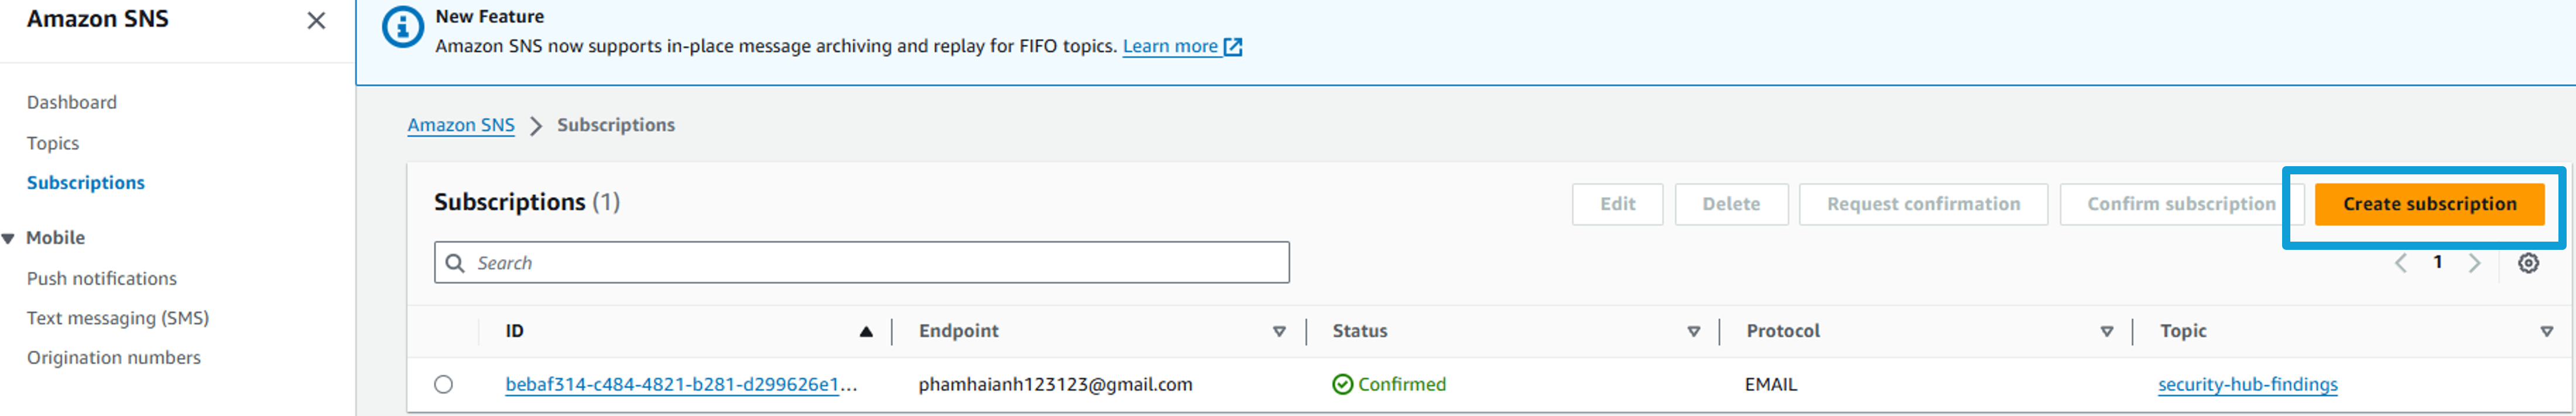 Amazon SNS
New Feature
Amazon SNS now supports in-place message archiving and replay for FIFO topics. Learn more
Dashboard
Topics
Subscriptions
Mobile
Push notifications
Text messaging (SMS)
Origination numbers
Amazon SNS > Subscriptions
Subscriptions (1)
Edit Delete Request confirmation Confirm subscription Create subscription
Search
1
ID Endpoint Status Protocol Topic
bebaf314-c484-4821-b281-d299626e1... phamhaianh123123@gmail.com Confirmed EMAIL security-hub-findings